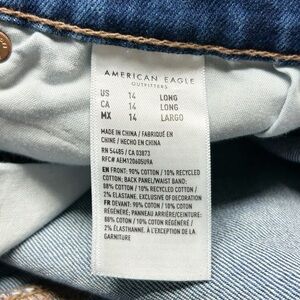 AMERICAN EAGLE
OUTFITTERS
US 14 LONG
CA 14 LONG
MX 14 LARGO
MADE IN CHINA / FABRIQUÉ EN
CHINE / HECHO EN CHINA
RN 54485 / CA 03873
RFC# AEM120605U9A
EN FRONT: 90% COTTON / 10% RECYCLED
COTTON; BACK PANEL/WAIST BAND:
88% COTTON / 10% RECYCLED COTTON /
2% ELASTANE. EXCLUSIVE OF DECORATION
FR DEVANT: 90% COTON / 10% COTON
RÉGÉNÉRÉ; PANNEAU ARRIÈRE/CEINTURE:
88% COTON / 10% COTON RÉGÉNÉRÉ /
2% ÉLASTHANNE. À L'EXCEPTION DE LA
GARNITURE